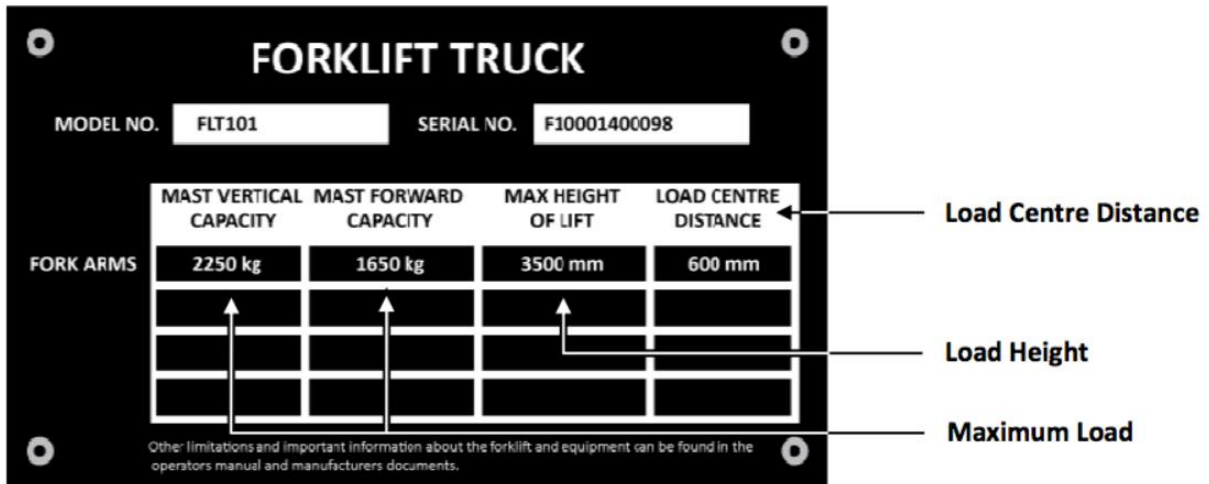 FORKLIFT TRUCK
MODEL NO. FLT101 SERIAL NO. F10001400098
MAST VERTICAL CAPACITY MAST FORWARD CAPACITY MAX HEIGHT OF LIFT LOAD CENTRE DISTANCE
Load Centre Distance
FORK ARMS 2250 kg 1650 kg 3500 mm 600 mm
Load Height
Maximum Load
Other limitations and important information about the forklift and equipment can be found in the
operators manual and manufacturers documents.